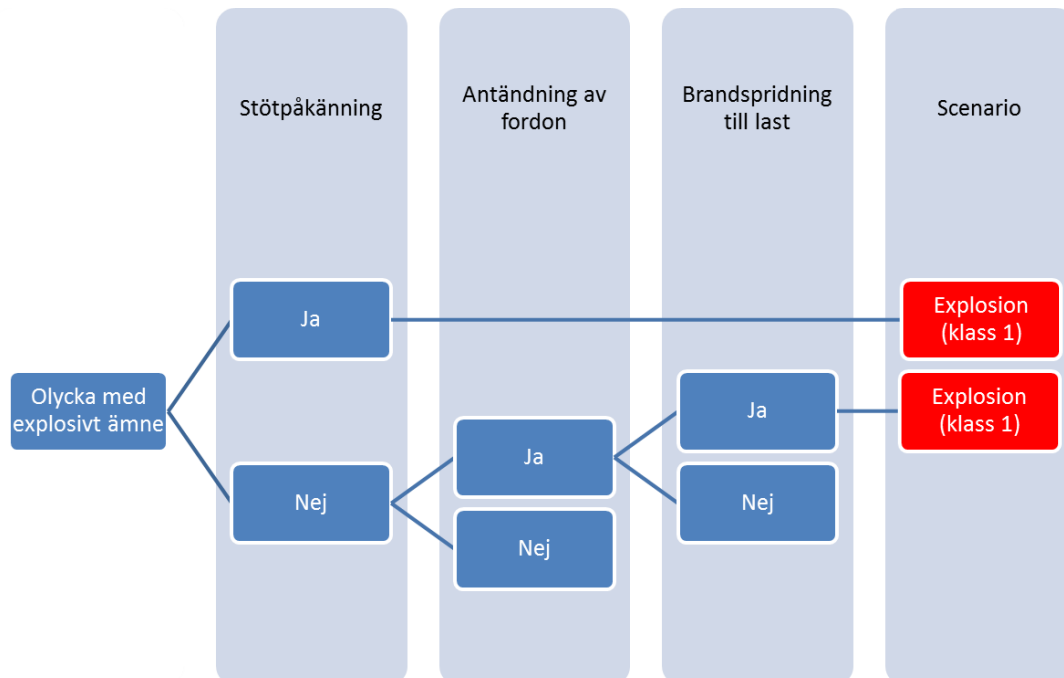 Stötpåkänning
Antändning av
fordon
Brandspridning
till last
Scenario
Olycka med
explosivt ämne
Ja
Explosion
(klass 1)
Nej
Ja
Nej
Ja
Explosion
(klass 1)
Nej